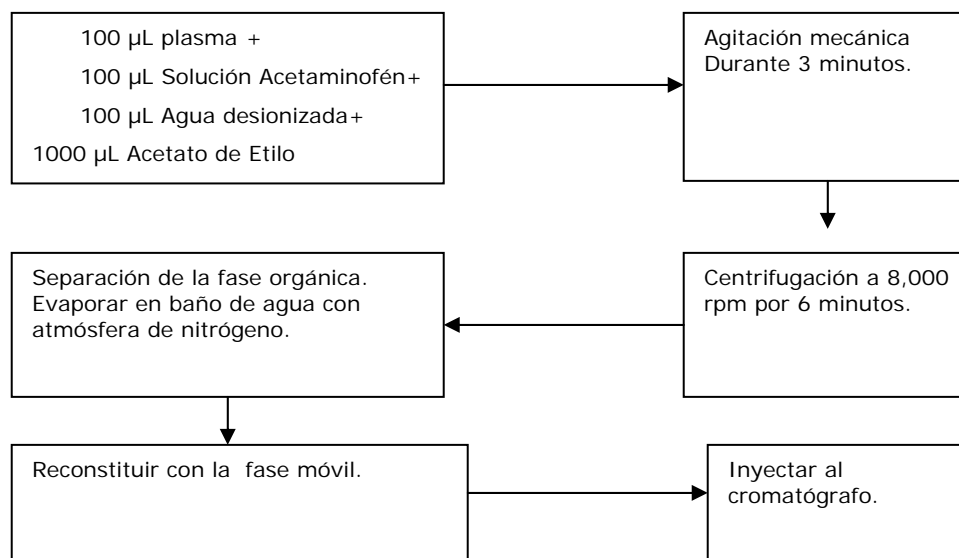 100 µL plasma +
100 µL Solución Acetaminofén+
100 µL Agua desionizada+
1000 µL Acetato de Etilo
Agitación mecánica
Durante 3 minutos.
Centrifugación a 8,000
rpm por 6 minutos.
Separación de la fase orgánica.
Evaporar en baño de agua con
atmósfera de nitrógeno.
Reconstituir con la fase móvil.
Inyectar al
cromatógrafo.